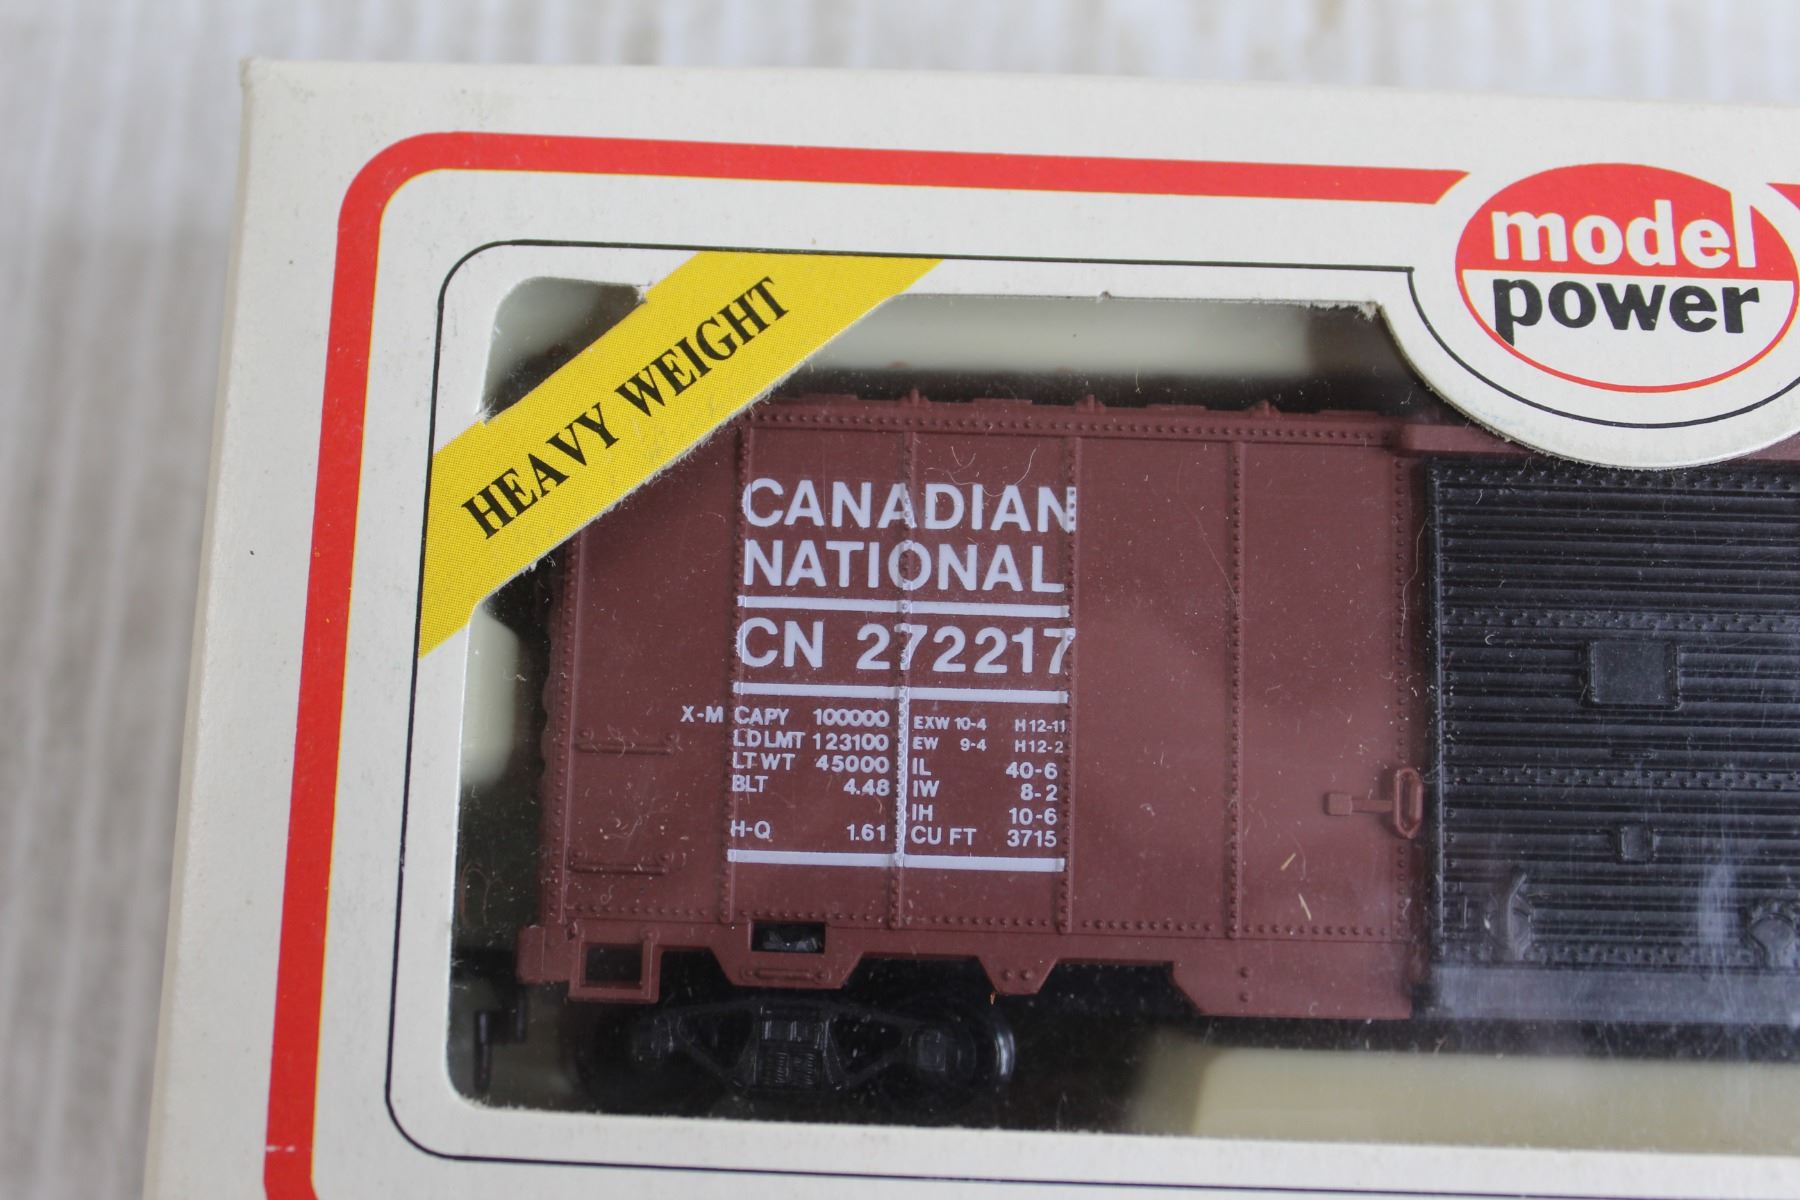 model
power
HEAVY WEIGHT
CANADIAN
NATIONAL
CN 272217
X-M CAPY 100000 EXW 10-4 H 12-11
LD LMT 123100 EW 9-4 H 12-2
LT WT 45000 IL 40-6
BLT 4.48 IW 8-2
IH 10-6
H-Q 1.61 CU FT 3715